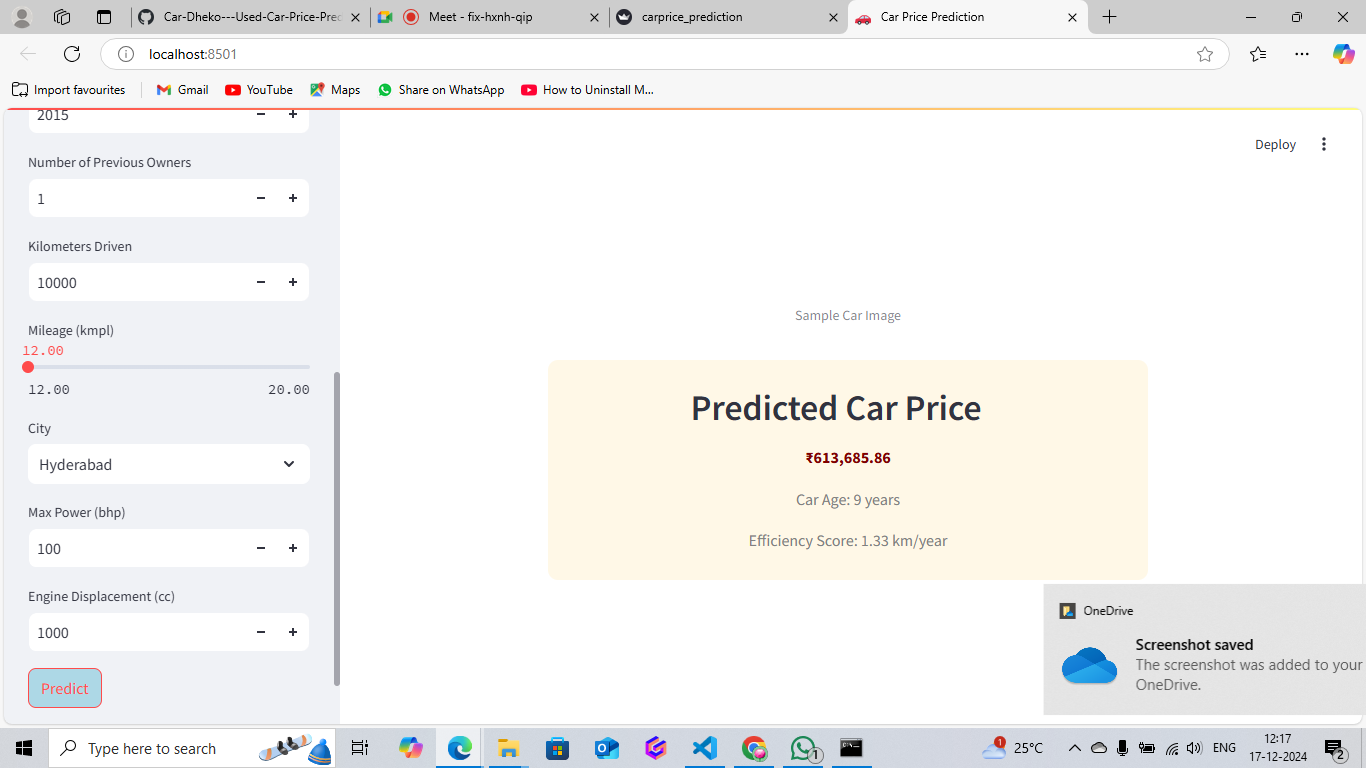 Car-Dheko---Used-Car-Price-Pred
Meet - fix-hxnh-qip
carprice_prediction
Car Price Prediction
localhost:8501
Import favourites
Gmail
YouTube
Maps
Share on WhatsApp
How to Uninstall M...
Deploy
2015
Number of Previous Owners
1
Kilometers Driven
10000
Mileage (kmpl)
12.00
12.00 20.00
City
Hyderabad
Max Power (bhp)
100
Engine Displacement (cc)
1000
Predict
Sample Car Image
Predicted Car Price
₹613,685.86
Car Age: 9 years
Efficiency Score: 1.33 km/year
OneDrive
Screenshot saved
The screenshot was added to your
OneDrive.
Type here to search
1
1
25°C
ENG
12:17
17-12-2024
2